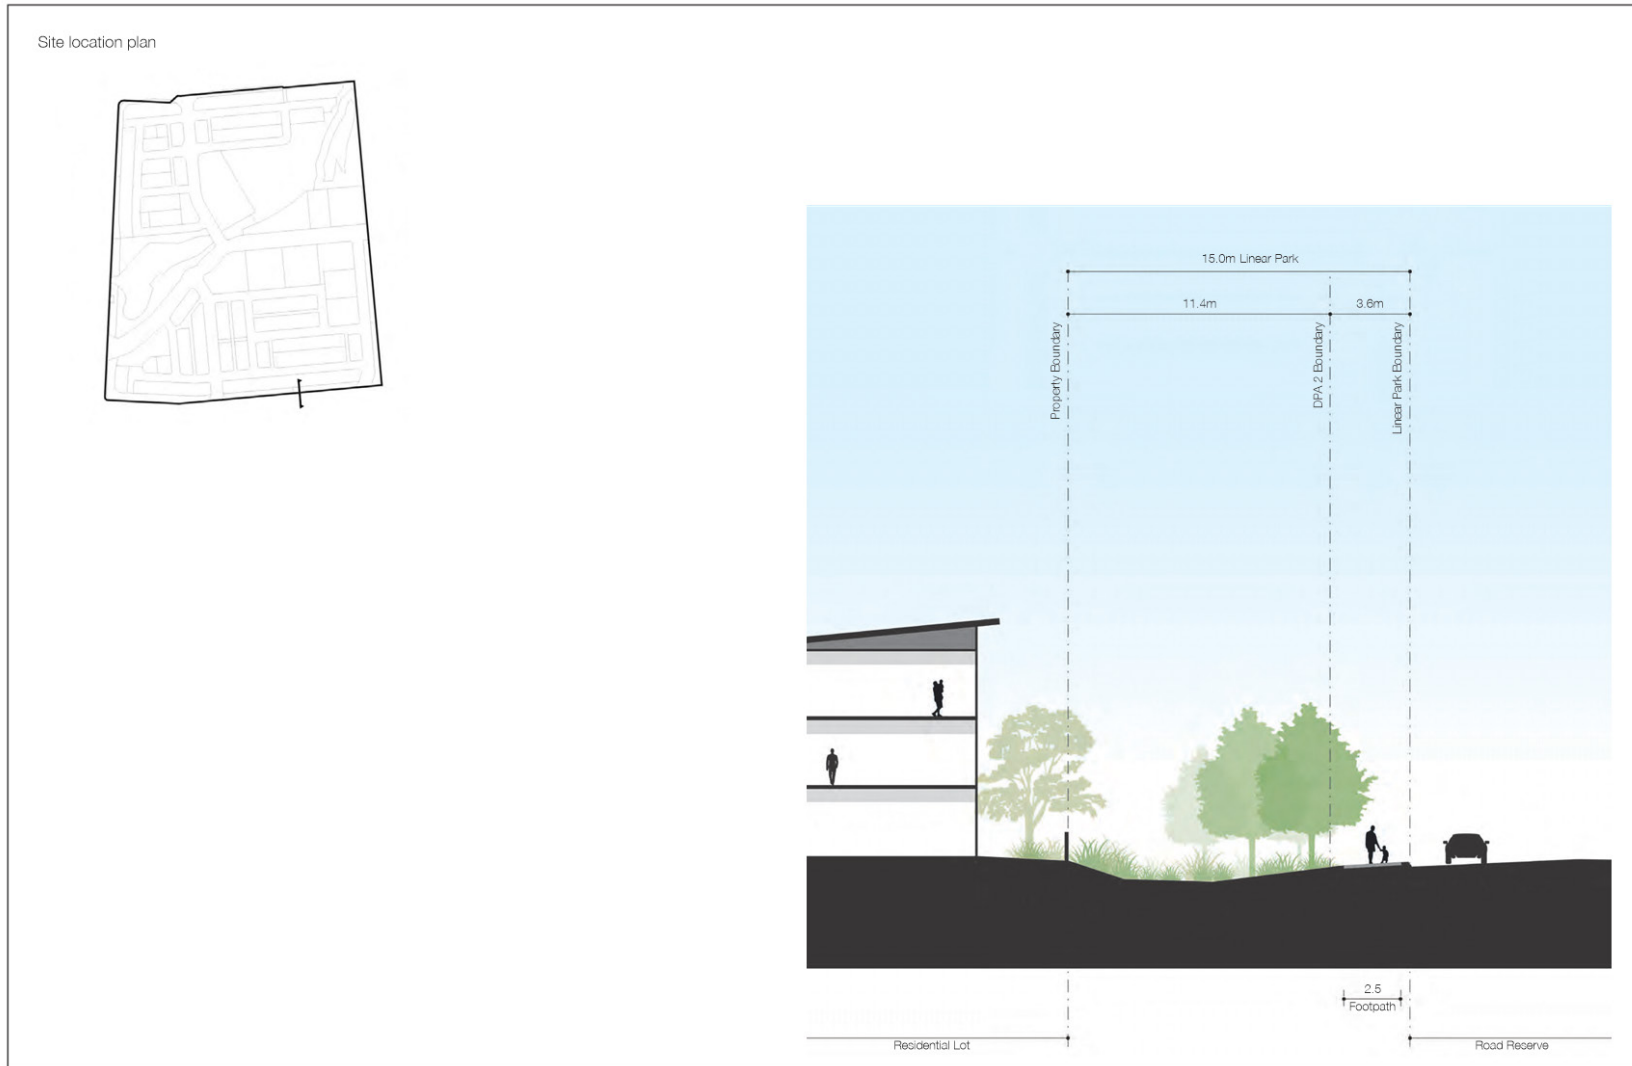 Site location plan
15.0m Linear Park
11.4m
3.6m
Property Boundary
DPA 2 Boundary
Linear Park Boundary
2.5
Footpath
Residential Lot
Road Reserve